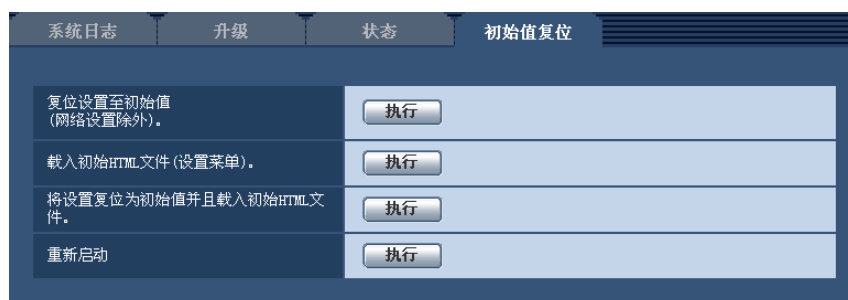 系统日志 升级 状态 初始值复位
复位设置至初始值 执行
(网络设置除外)。
载入初始HTML文件(设置菜单)。 执行
将设置复位为初始值并且载入初始HTML文 执行
件。
重新启动 执行